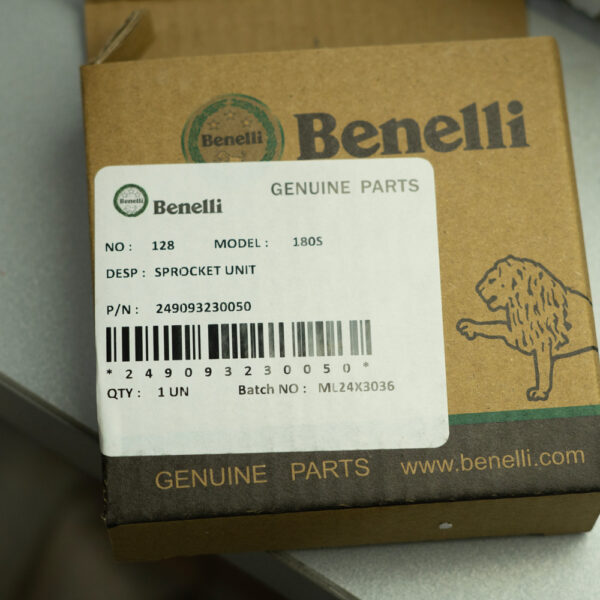 Benelli
Benelli
GENUINE PARTS
Benelli
Benelli
NO : 128 MODEL : 180S
DESP : SPROCKET UNIT
P/N : 249093230050
*249093230050*
QTY : 1 UN Batch NO : ML24X3036
GENUINE PARTS www.benelli.com